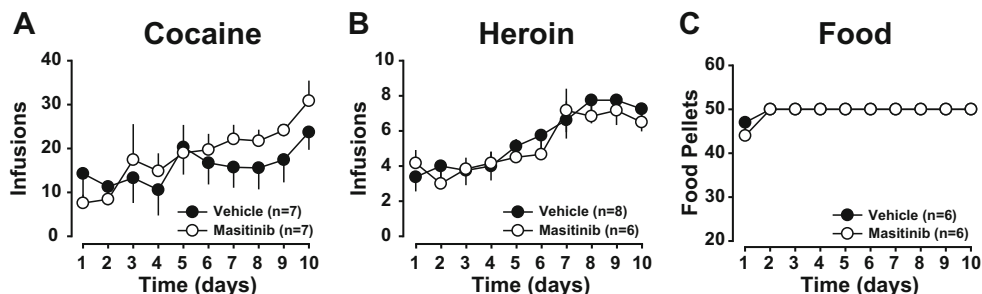 A Cocaine
40
30
20
10
0
Infusions
Vehicle (n=7)
Masitinib (n=7)
1 2 3 4 5 6 7 8 9 10
Time (days)
B Heroin
10
8
6
4
2
0
Infusions
Vehicle (n=8)
Masitinib (n=6)
1 2 3 4 5 6 7 8 9 10
Time (days)
C Food
60
50
40
30
20
Food Pellets
Vehicle (n=6)
Masitinib (n=6)
1 2 3 4 5 6 7 8 9 10
Time (days)